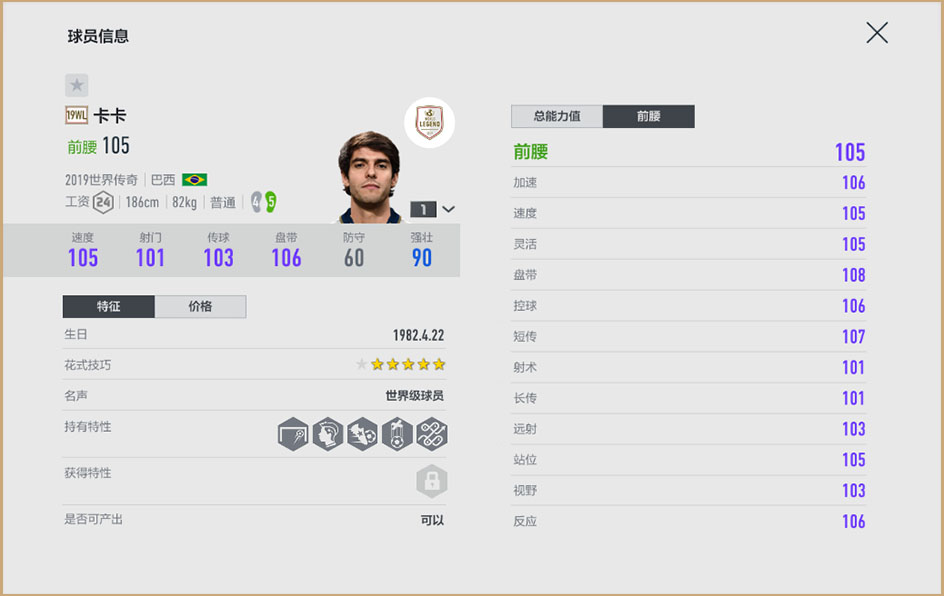 球员信息
19WL 卡卡
WORLD LEGEND
前腰 105
2019世界传奇 巴西
工资 24 186cm 82kg 普通 4 5
1
速度 射门 传球 盘带 防守 强壮
105 101 103 106 60 90
特征 价格
生日 1982.4.22
花式技巧
名声 世界级球员
持有特性
获得特性
是否可产出 可以
总能力值 前腰
前腰 105
加速 106
速度 105
灵活 105
盘带 108
控球 106
短传 107
射术 101
长传 101
远射 103
站位 105
视野 103
反应 106